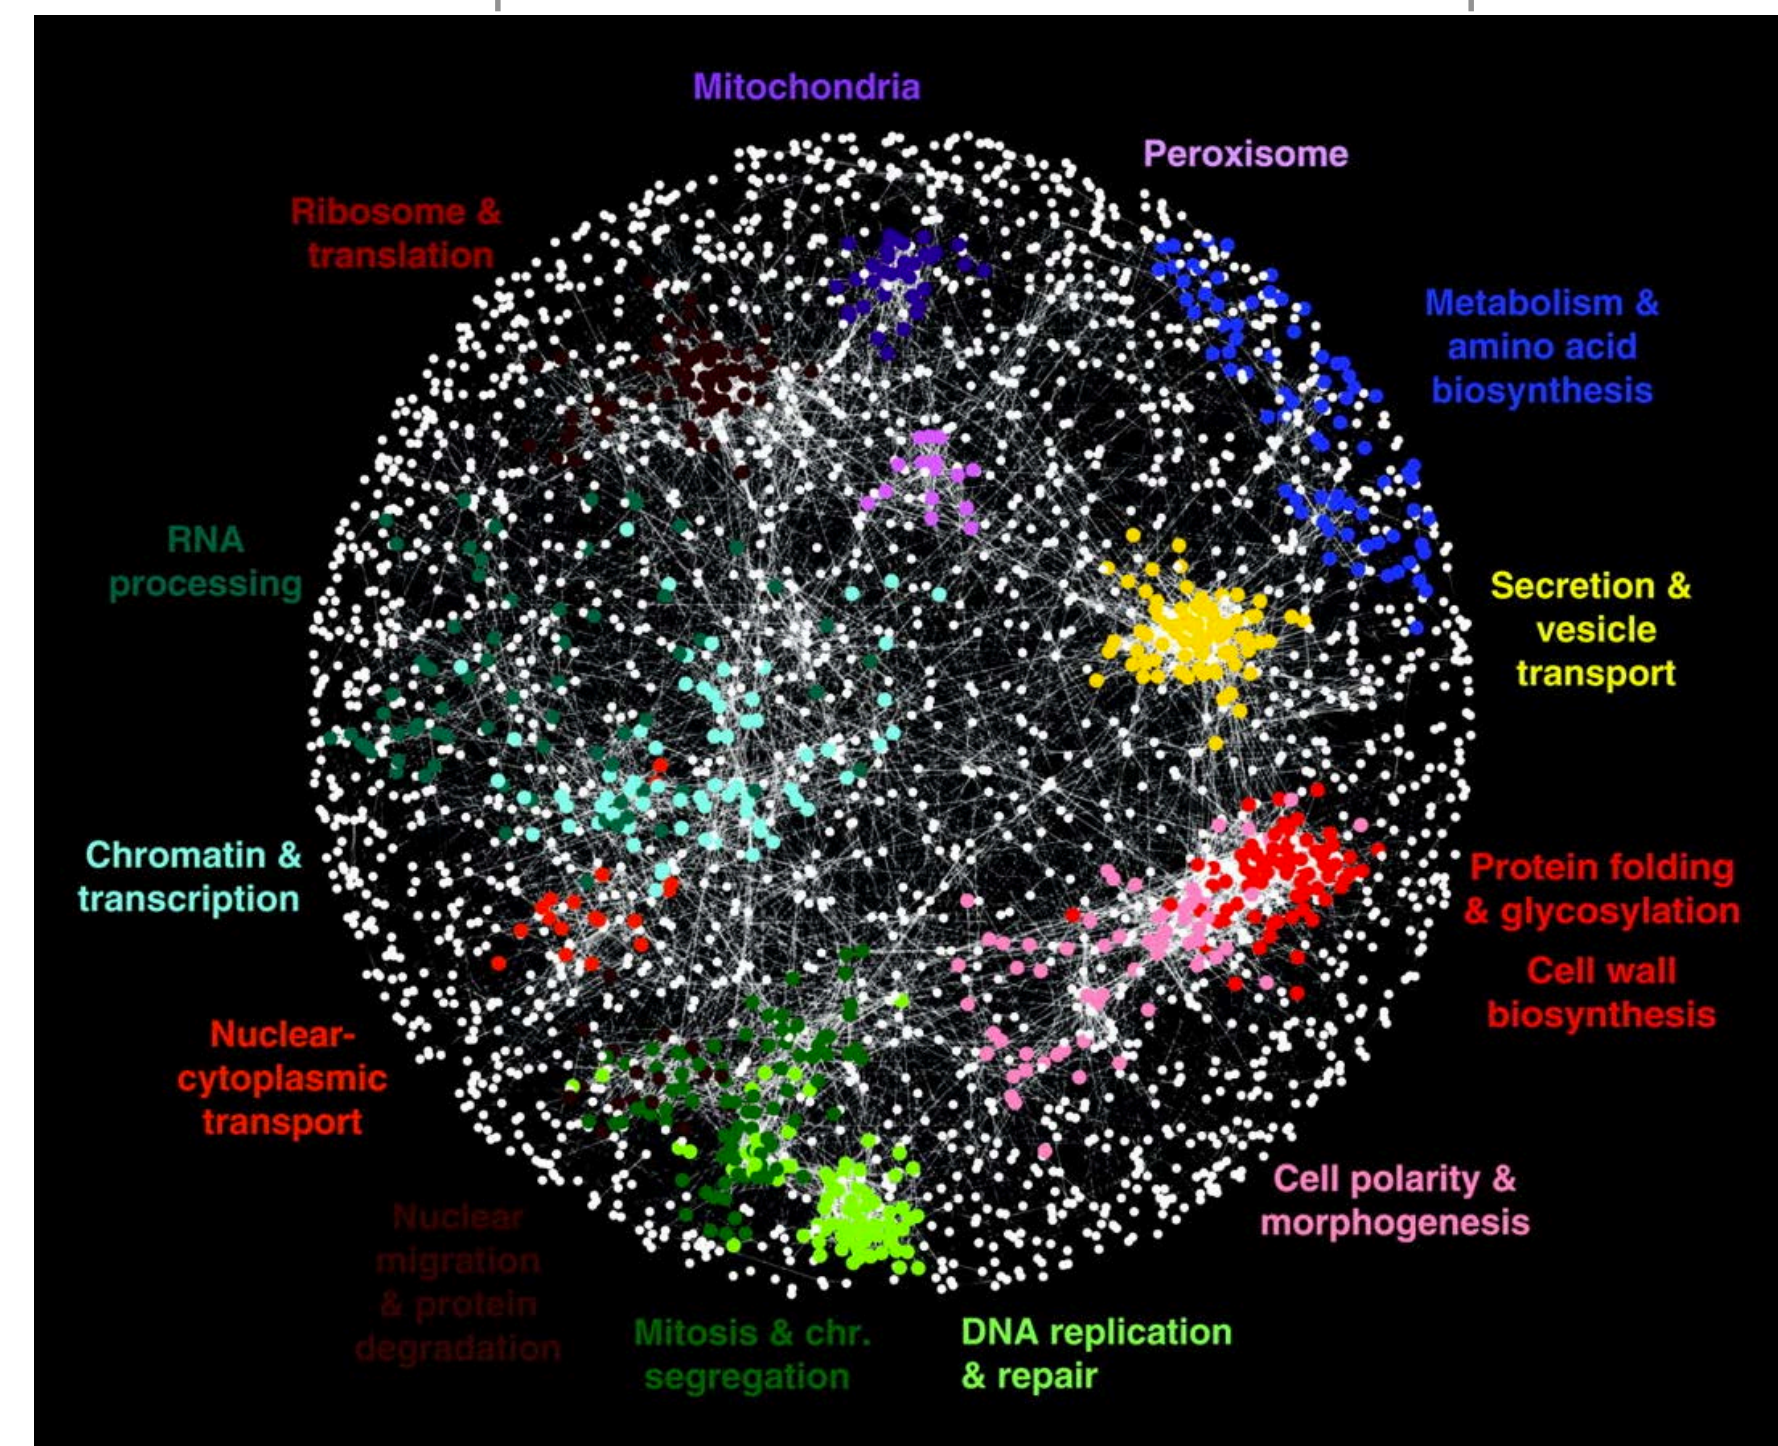 Mitochondria
Peroxisome
Ribosome &
translation
Metabolism &
amino acid
biosynthesis
RNA
processing
Secretion &
vesicle
transport
Chromatin &
transcription
Protein folding
& glycosylation
Cell wall
biosynthesis
Nuclear-
cytoplasmic
transport
Cell polarity &
morphogenesis
Nuclear
migration
& protein
degradation
Mitosis & chr.
segregation
DNA replication
& repair